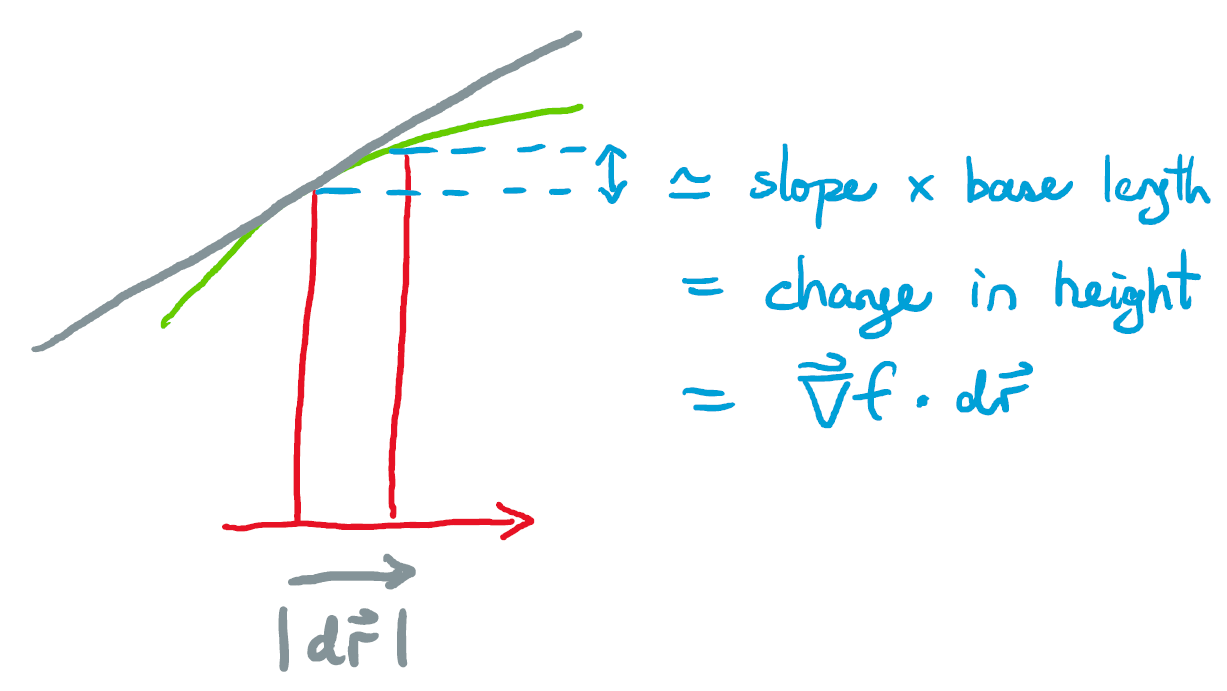 ≃ slope × base length
= change in height
= ∇⃗f · dr⃗
|dr⃗|